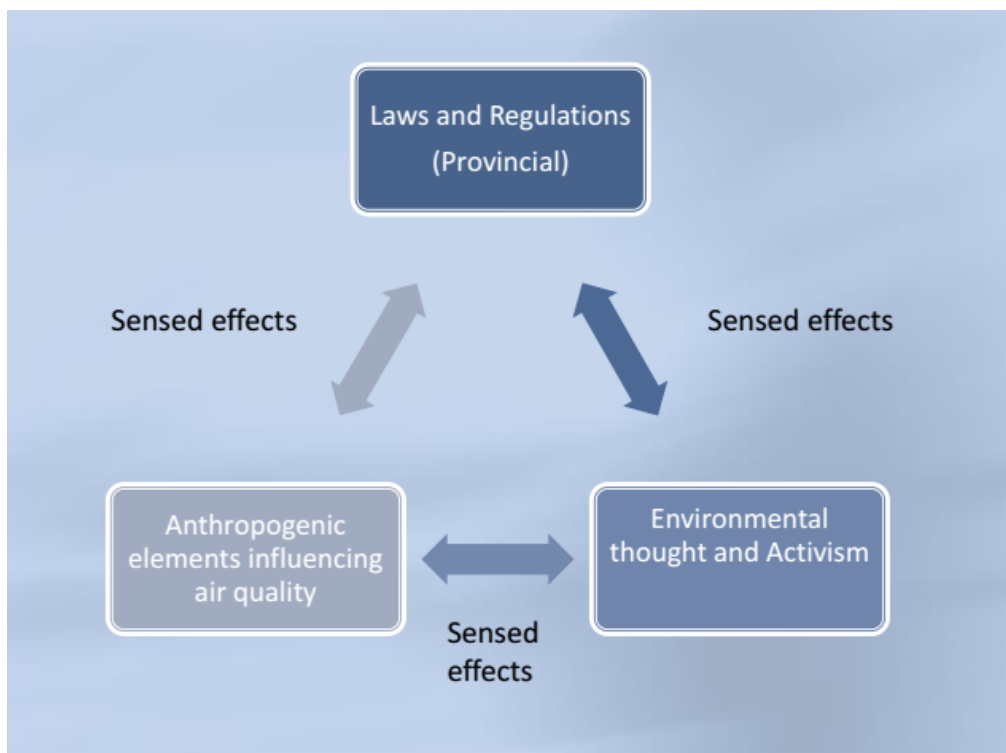 Laws and Regulations
(Provincial)
Sensed effects
Sensed effects
Anthropogenic
elements influencing
air quality
Environmental
thought and Activism
Sensed
effects